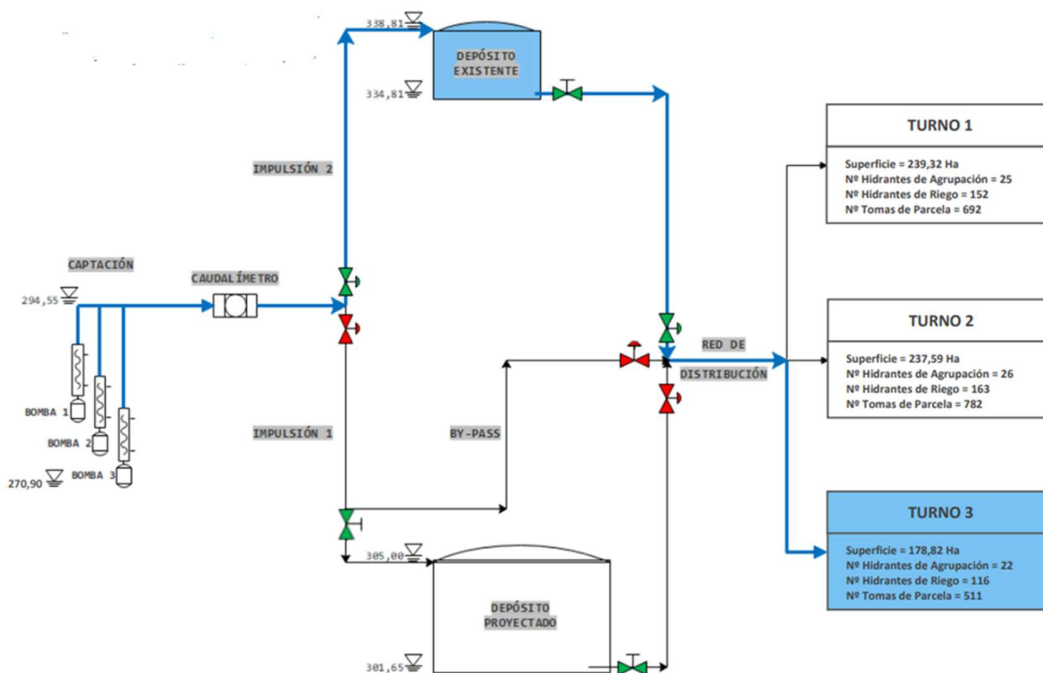 338,81
DEPÓSITO
EXISTENTE
334,81
IMPULSIÓN 2
TURNO 1
Superficie = 239,32 Ha
Nº Hidrantes de Agrupación = 25
Nº Hidrantes de Riego = 152
Nº Tomas de Parcela = 692
CAPTACIÓN
CAUDALÍMETRO
294,55
TURNO 2
Superficie = 237,59 Ha
Nº Hidrantes de Agrupación = 26
Nº Hidrantes de Riego = 163
Nº Tomas de Parcela = 782
RED DE
DISTRIBUCIÓN
BOMBA 1
BOMBA 2
BOMBA 3
270,90
IMPULSIÓN 1
BY-PASS
TURNO 3
Superficie = 178,82 Ha
Nº Hidrantes de Agrupación = 22
Nº Hidrantes de Riego = 116
Nº Tomas de Parcela = 511
305,00
DEPÓSITO
PROYECTADO
301,65